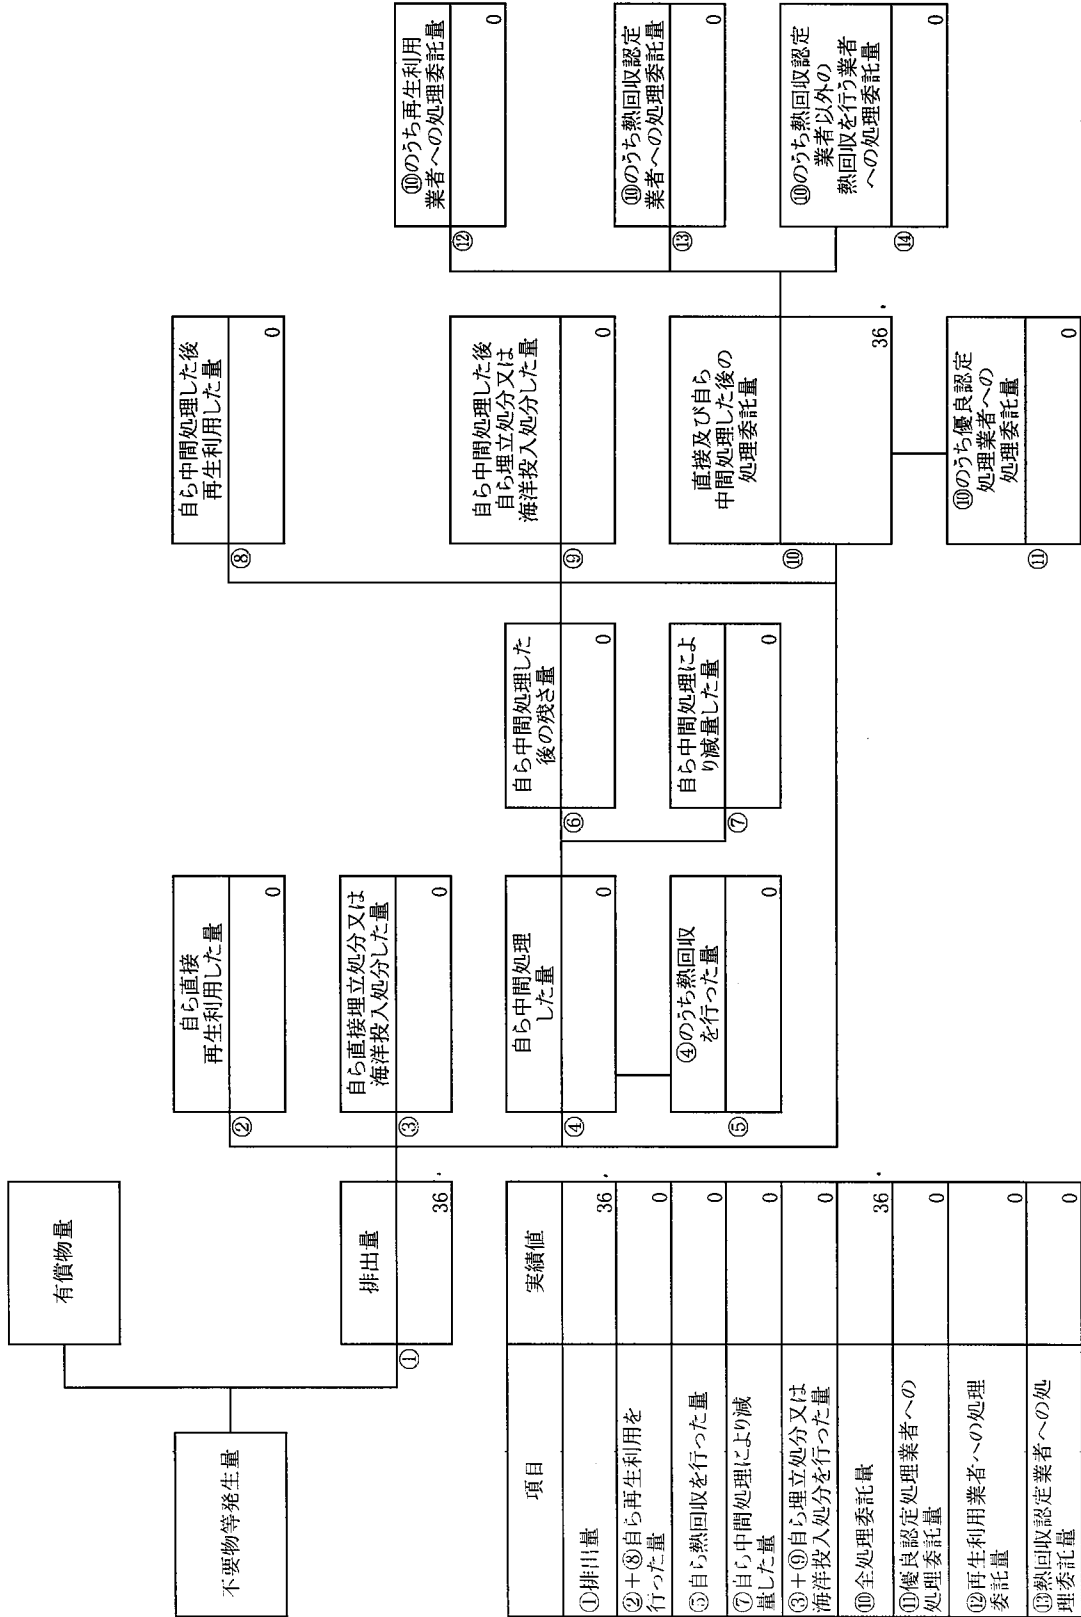 不要物等発生量
有償物量
①
排出量
36
②
自ら直接
再生利用した量
0
③
自ら直接埋立処分又は
海洋投入処分した量
0
④
自ら中間処理
した量
0
⑤
④のうち熱回収
を行った量
0
⑥
自ら中間処理した
後の残さ量
0
⑦
自ら中間処理によ
り減量した量
0
⑧
自ら中間処理した後
再生利用した量
0
⑨
自ら中間処理した後
自ら埋立処分又は
海洋投入処分した量
0
⑩
直接及び自ら
中間処理した後の
処理委託量
36
⑪
⑩のうち優良認定
処理業者への
処理委託量
0
⑫
⑩のうち再生利用
業者への処理委託量
0
⑬
⑩のうち熱回収認定
業者への処理委託量
0
⑭
⑩のうち熱回収認定
業者以外の
熱回収を行う業者
への処理委託量
0
項目 実績値
①排出量 36
②+⑧自ら再生利用を
行った量 0
⑤自ら熱回収を行った量 0
⑦自ら中間処理により減
量した量 0
③+⑨自ら埋立処分又は
海洋投入処分を行った量 0
⑩全処理委託量 36
⑪優良認定処理業者への
処理委託量 0
⑫再生利用業者への処理
委託量 0
⑬熱回収認定業者への処
理委託量 0